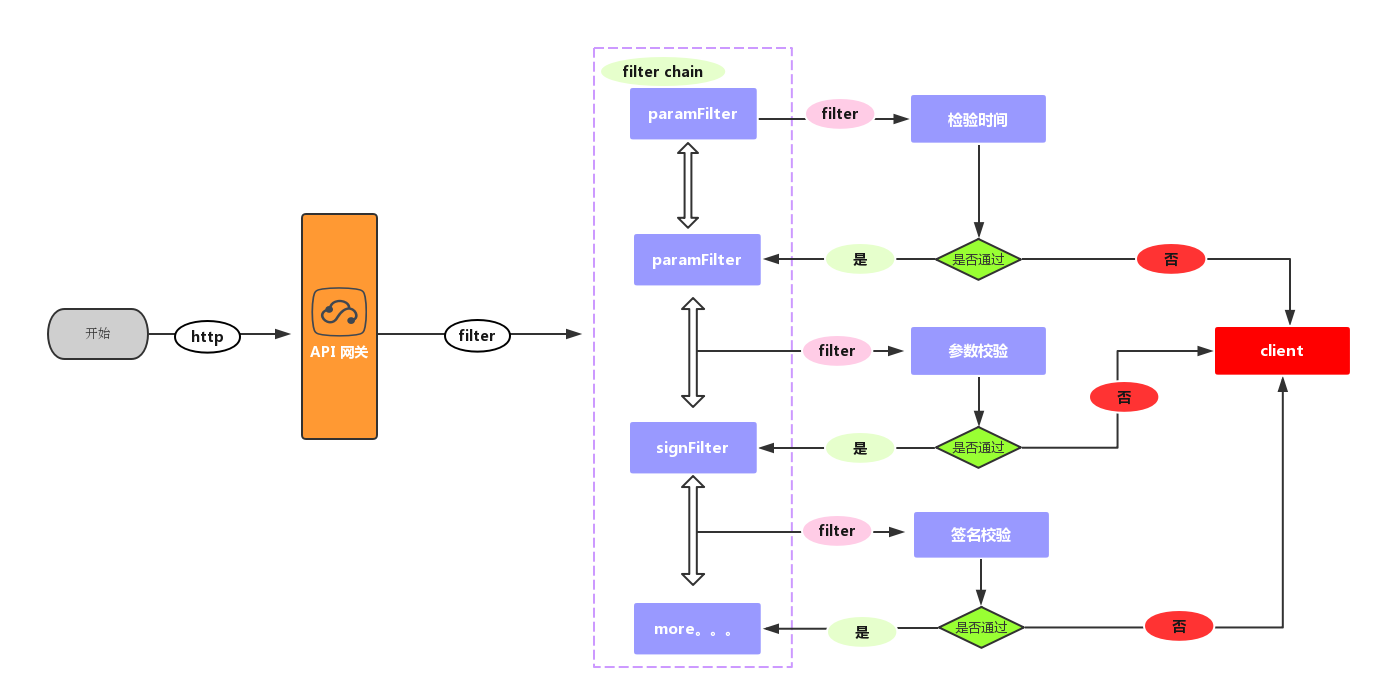 filter chain
paramFilter
filter
检验时间
paramFilter
是
是否通过
否
开始
http
API 网关
filter
filter
参数校验
client
否
signFilter
是
是否通过
filter
签名校验
more。。。
是
是否通过
否